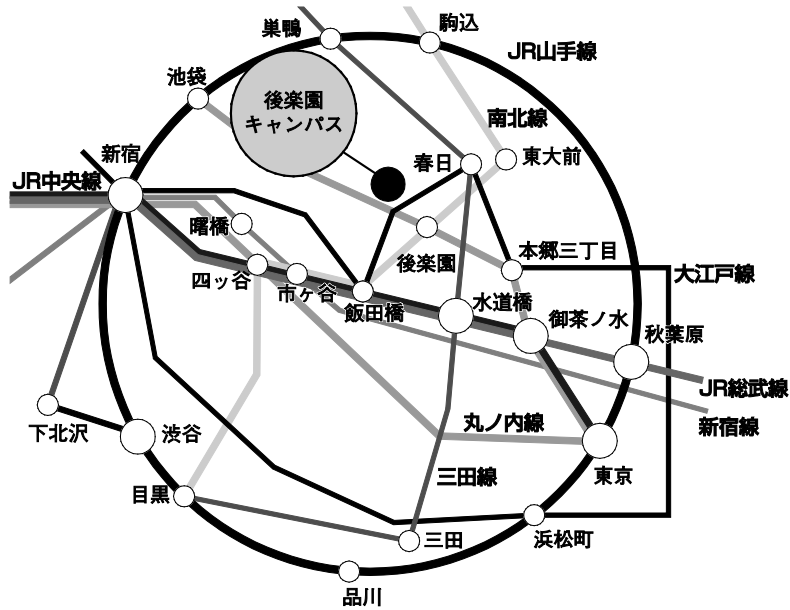 巣鴨
駒込
JR山手線
池袋
後楽園
キャンパス
南北線
新宿
春日
東大前
JR中央線
曙橋
本郷三丁目
後楽園
四ッ谷
市ヶ谷
大江戸線
飯田橋
水道橋
御茶ノ水
秋葉原
JR総武線
新宿線
下北沢
渋谷
丸ノ内線
東京
三田線
目黒
三田
浜松町
品川